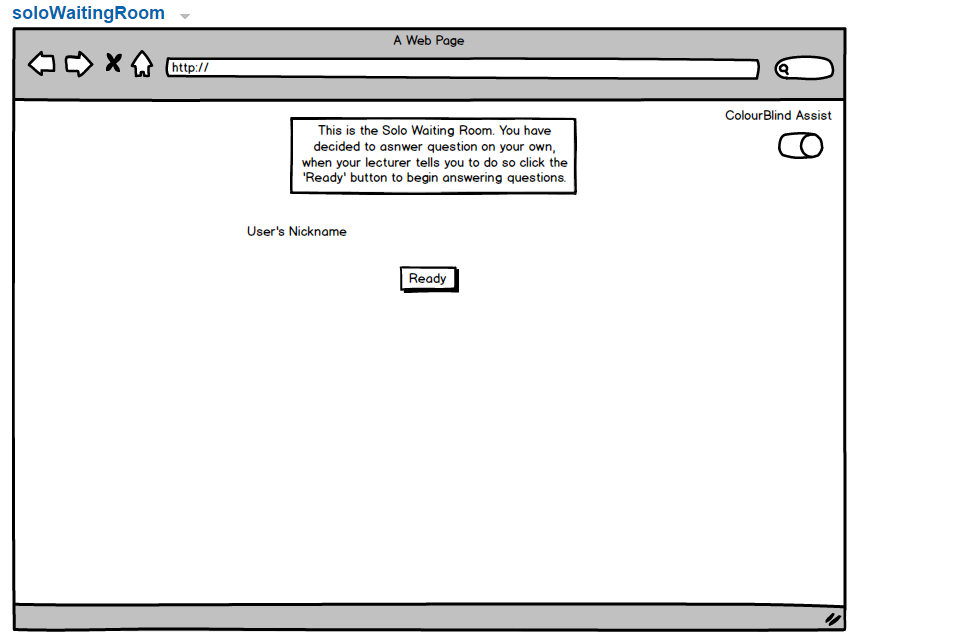 soloWaitingRoom
A Web Page
http://
ColourBlind Assist
This is the Solo Waiting Room. You have
decided to asnwer question on your own,
when your lecturer tells you to do so click the
'Ready' button to begin answering questions.
User's Nickname
Ready